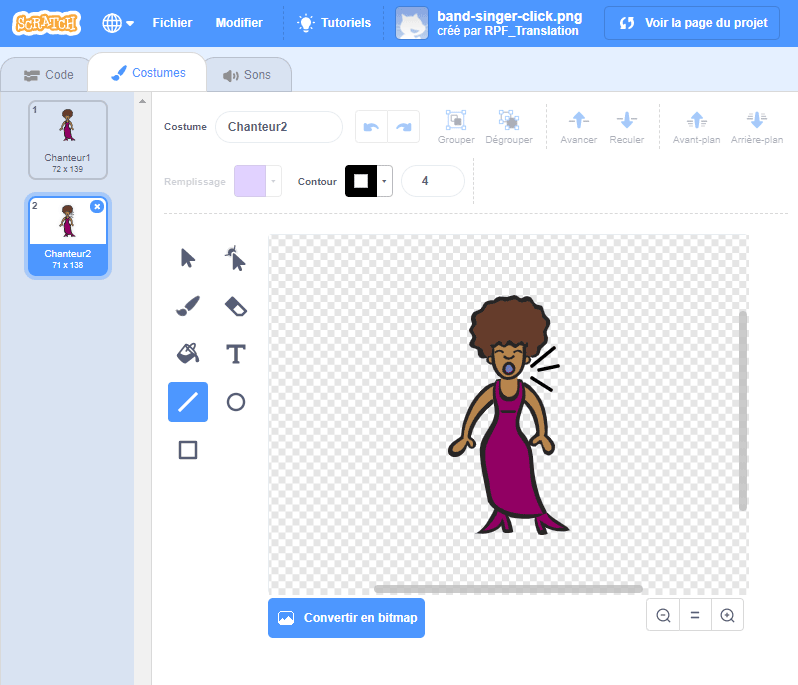 SCRATCH
Fichier
Modifier
Tutoriels
band-singer-click.png
créé par RPF_Translation
Voir la page du projet
Code
Costumes
Sons
1
Chanteur1
72 x 139
2
Chanteur2
71 x 138
Costume
Chanteur2
Grouper
Dégrouper
Avancer
Reculer
Avant-plan
Arrière-plan
Remplissage
Contour
4
T
Convertir en bitmap